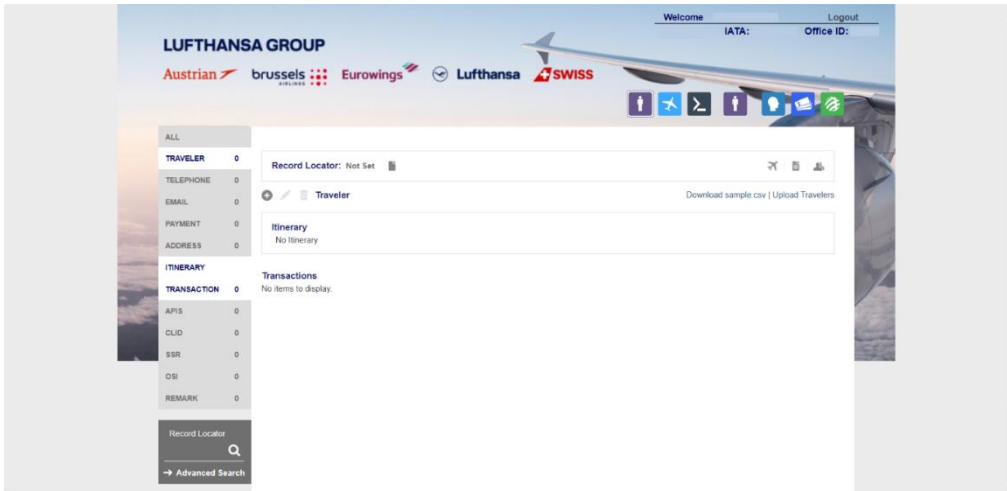 Welcome Logout
IATA: Office ID:
LUFTHANSA GROUP
Austrian brussels AIRLINES Eurowings Lufthansa SWISS
ALL
TRAVELER 0
TELEPHONE 0
EMAIL 0
PAYMENT 0
ADDRESS 0
ITINERARY
TRANSACTION 0
APIS 0
CLID 0
SSR 0
OSI 0
REMARK 0
Record Locator: Not Set
Traveler Download sample.csv | Upload Travelers
Itinerary
No Itinerary
Transactions
No items to display.
Record Locator
→ Advanced Search